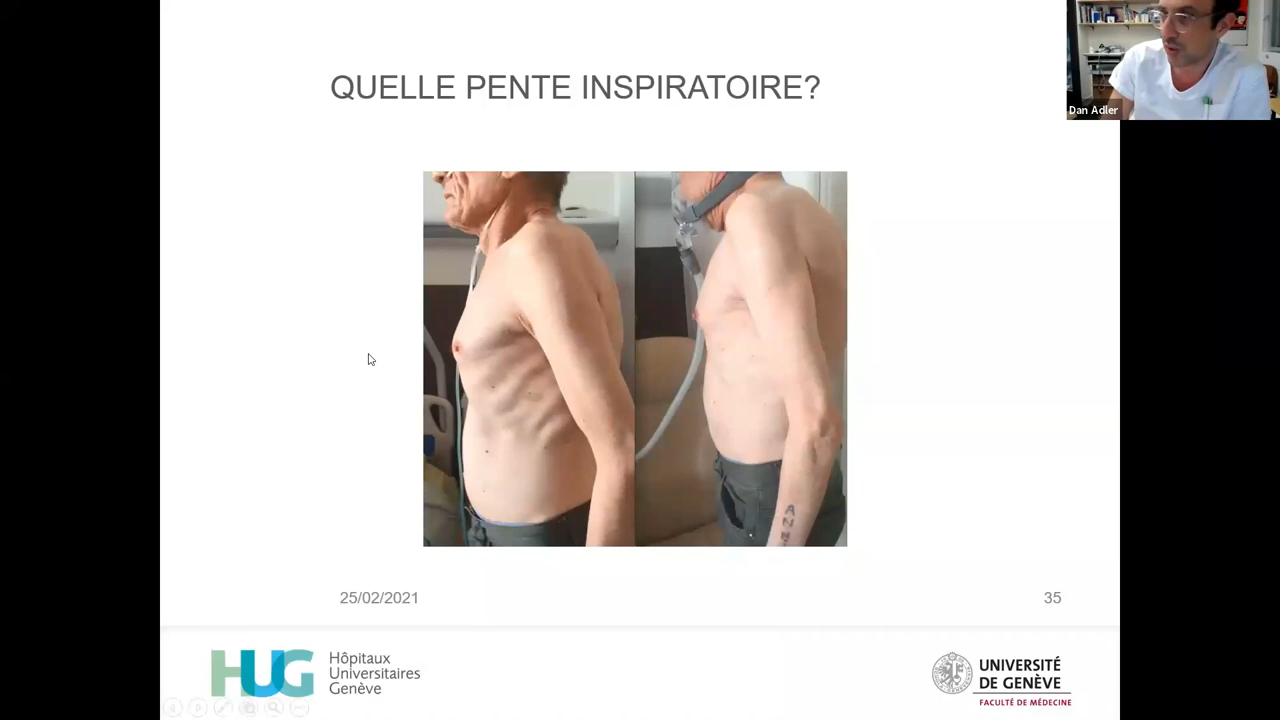 QUELLE PENTE INSPIRATOIRE?
Dan Adler
ANN
25/02/2021
35
HUG
Hôpitaux
Universitaires
Genève
UNIVERSITÉ
DE GENÈVE
FACULTÉ DE MÉDECINE